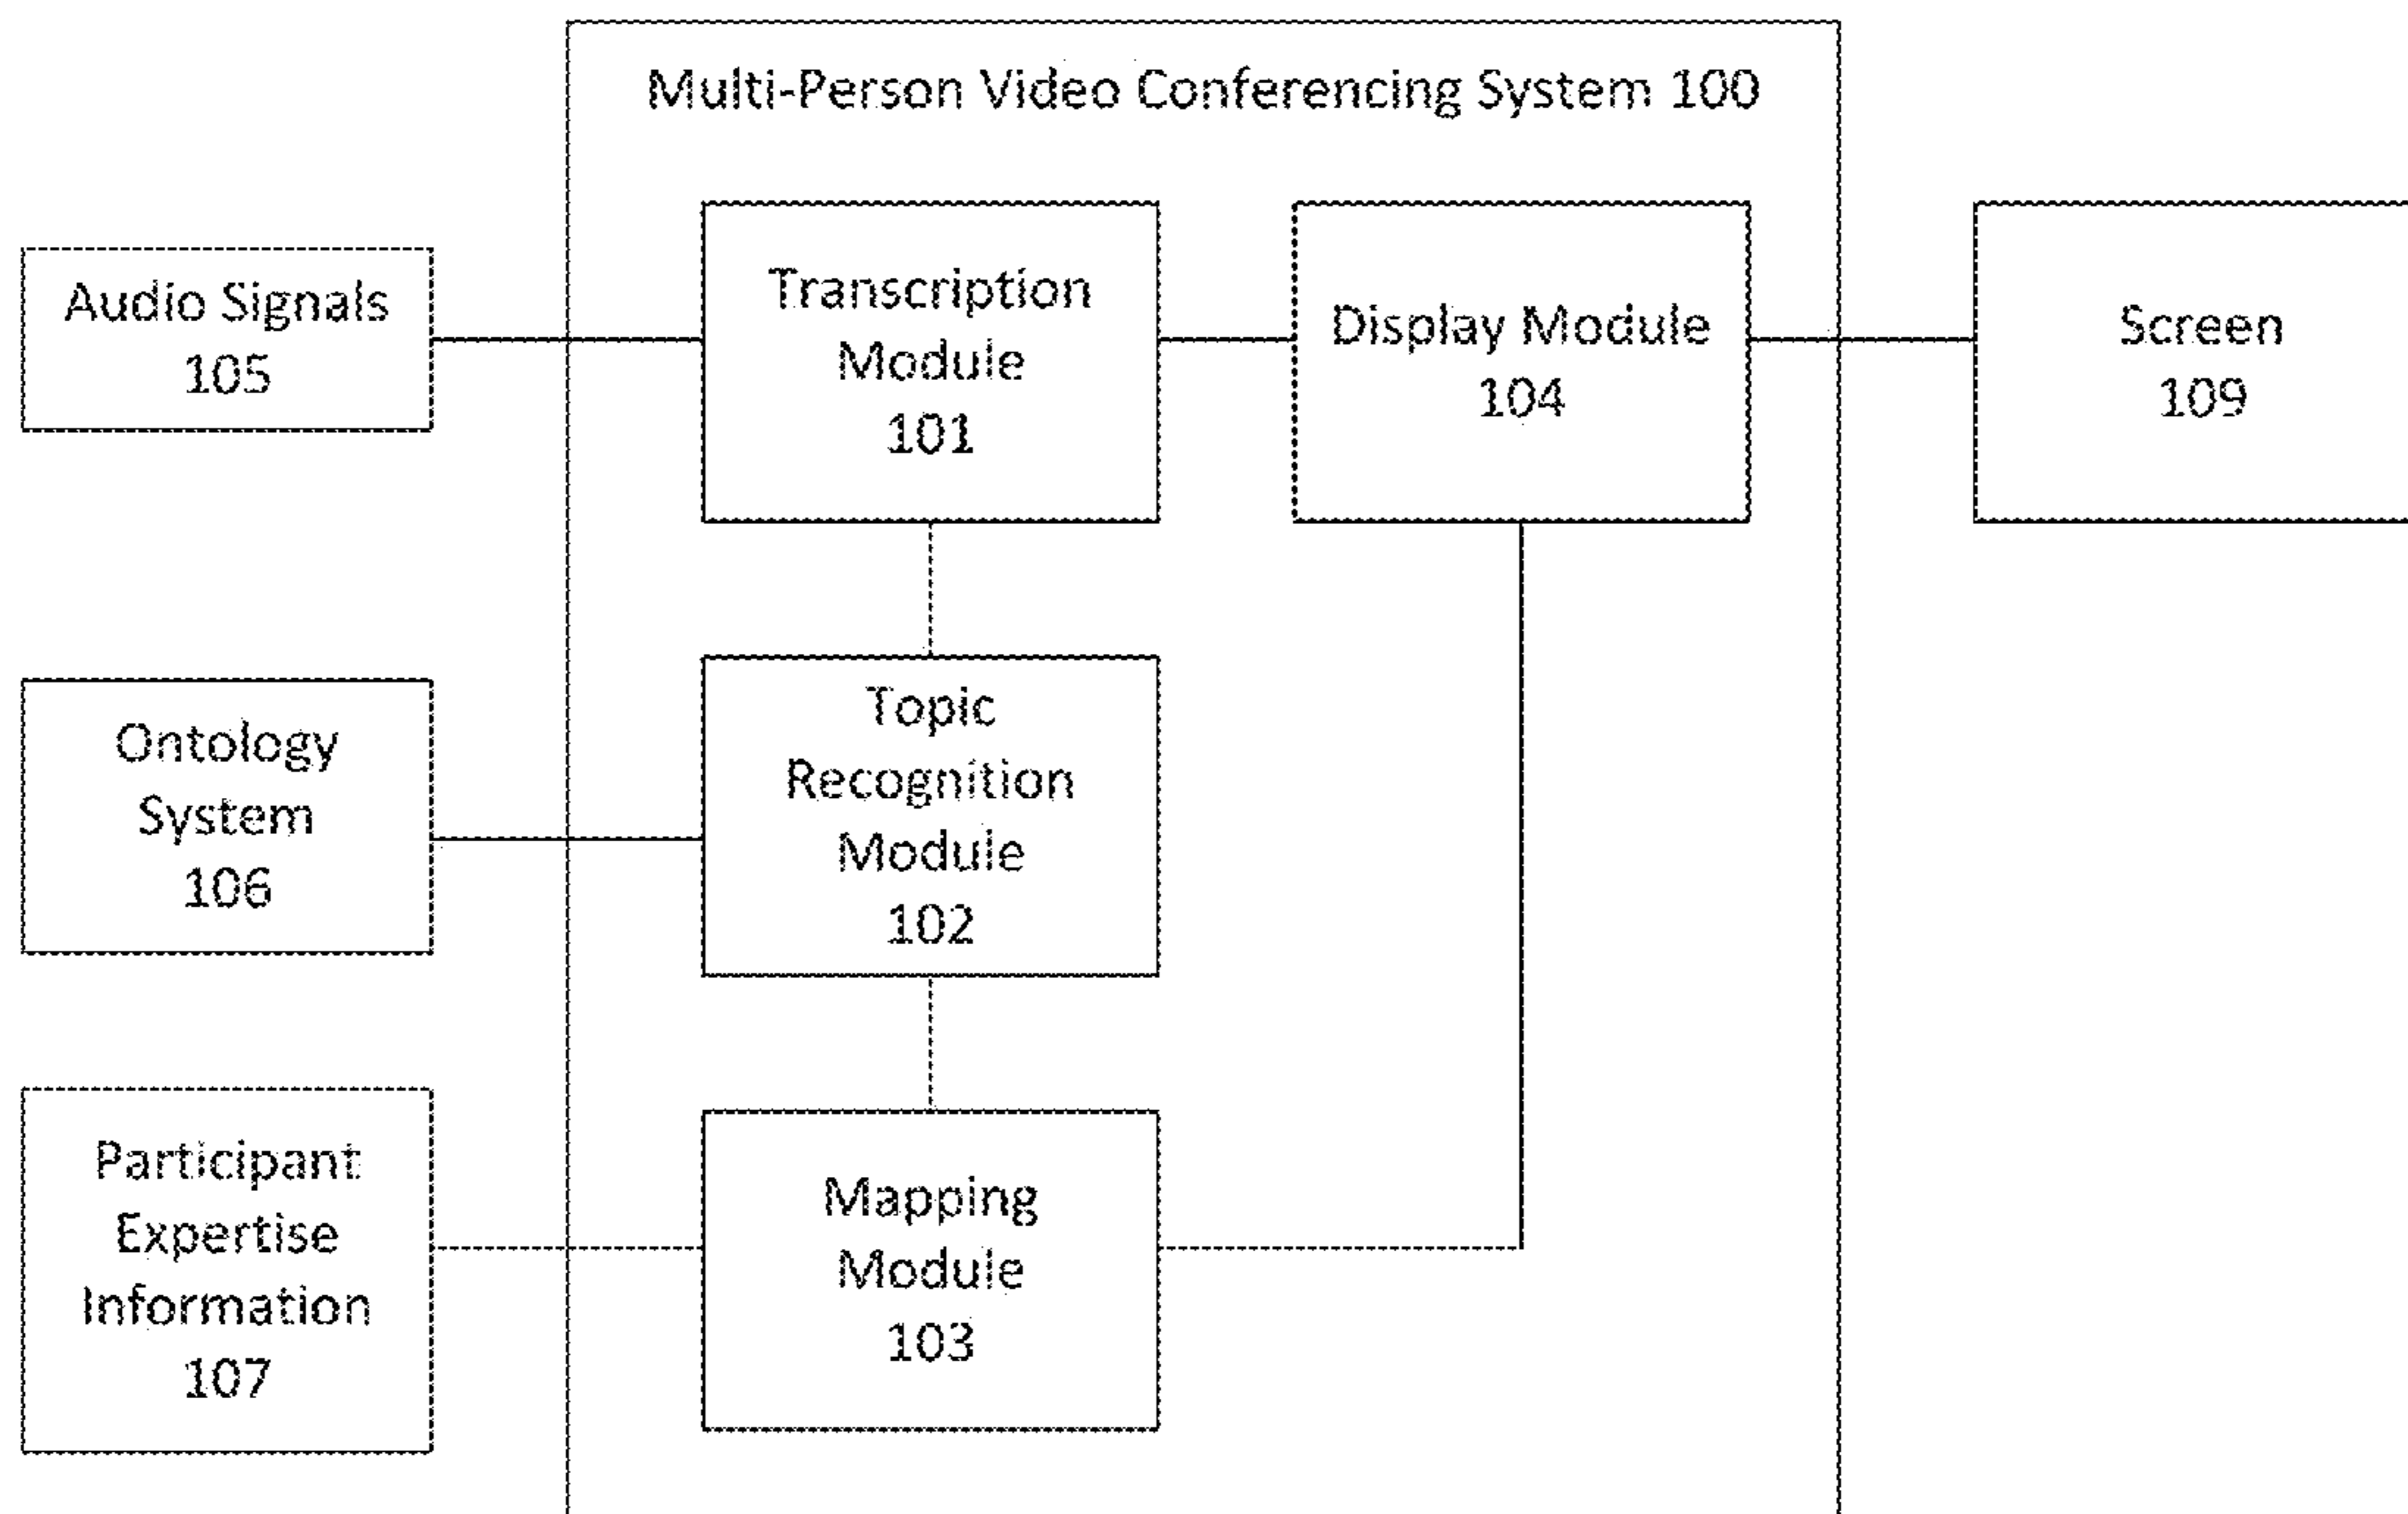 Multi-Person Video Conferencing System 100
Audio Signals
105
Transcription
Module
101
Display Module
104
Screen
109
Ontology
System
106
Topic
Recognition
Module
102
Participant
Expertise
Information
107
Mapping
Module
103